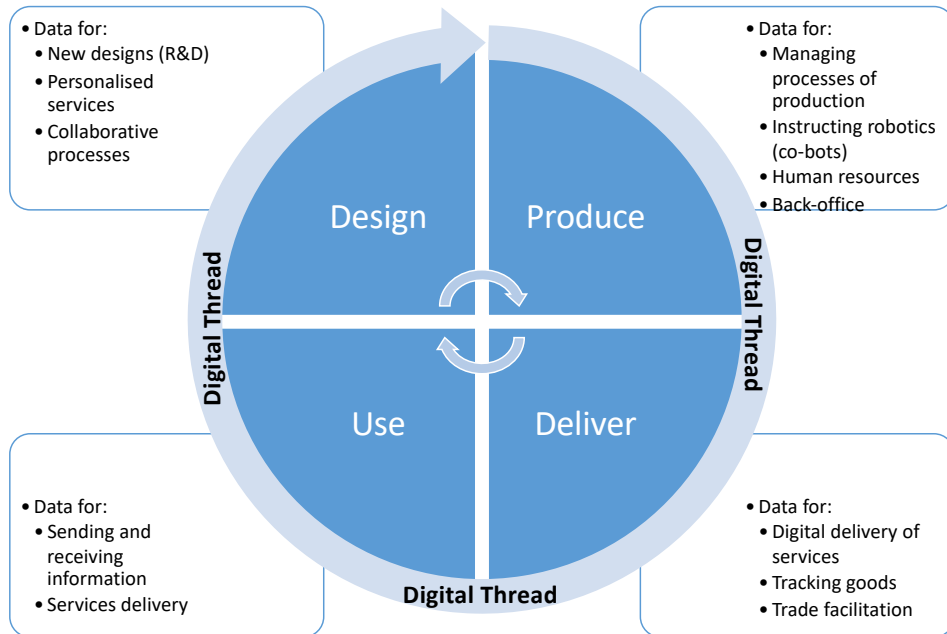 • Data for:
• New designs (R&D)
• Personalised
services
• Collaborative
processes
• Data for:
• Managing
processes of
production
• Instructing robotics
(co-bots)
• Human resources
• Back-office
Design
Produce
Digital Thread
Digital Thread
Use
Deliver
• Data for:
• Sending and
receiving
information
• Services delivery
• Data for:
• Digital delivery of
services
• Tracking goods
• Trade facilitation
Digital Thread